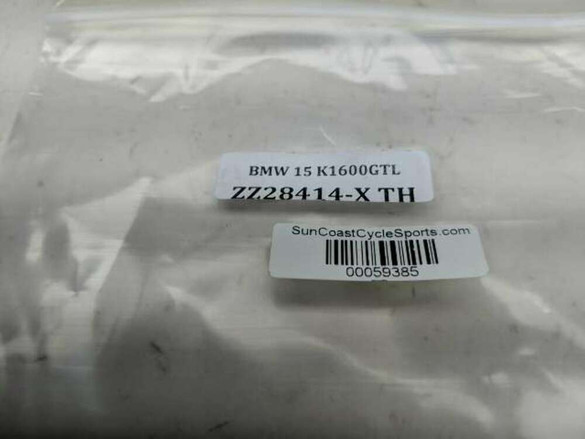 BMW 15 K1600GTL
ZZ28414-X TH
SunCoastCycleSports.com
00059385